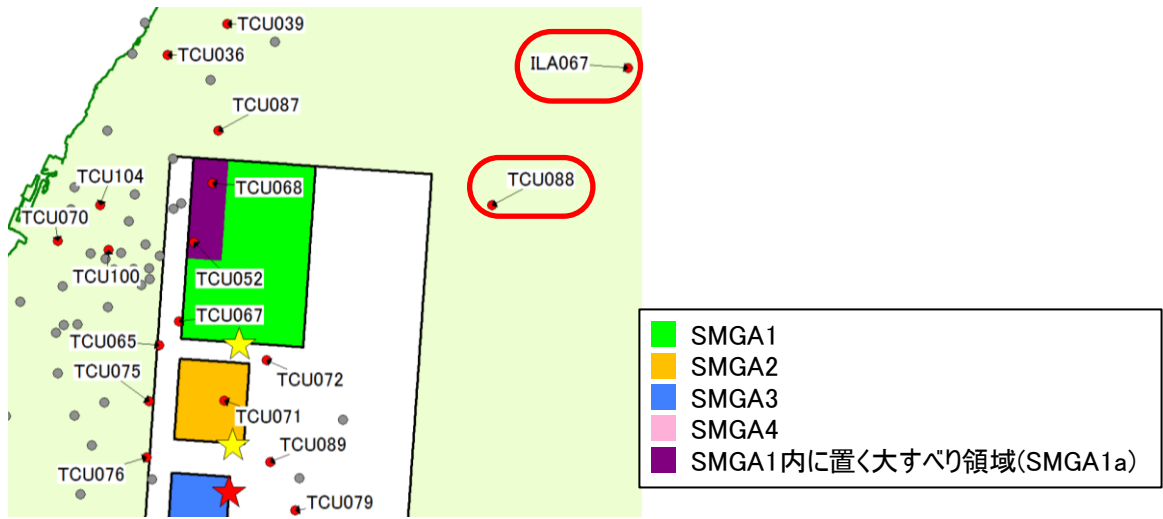 TCU039
TCU036
ILA067
TCU087
TCU068
TCU088
TCU104
TCU070
TCU100
TCU052
TCU067
TCU065
TCU072
TCU075
TCU071
TCU089
TCU076
TCU079
SMGA1
SMGA2
SMGA3
SMGA4
SMGA1内に置く大すべり領域(SMGA1a)